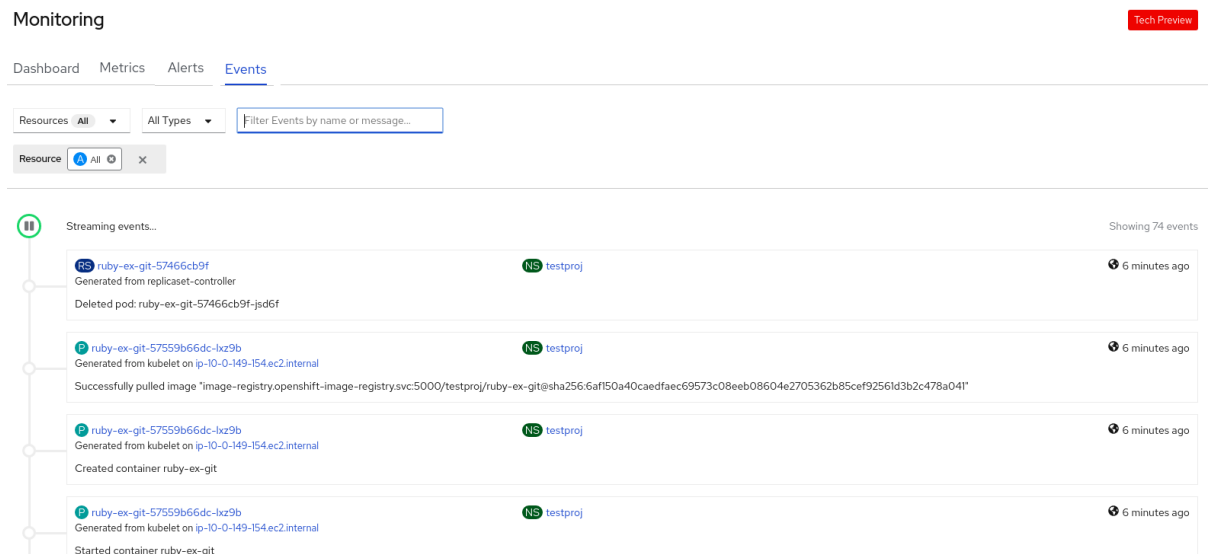 Monitoring
Tech Preview
Dashboard Metrics Alerts Events
Resources All All Types Filter Events by name or message...
Resource A All
Streaming events... Showing 74 events
RS ruby-ex-git-57466cb9f NS testproj 6 minutes ago
Generated from replicaset-controller
Deleted pod: ruby-ex-git-57466cb9f-jsd6f
P ruby-ex-git-57559b66dc-lxz9b NS testproj 6 minutes ago
Generated from kubelet on ip-10-0-149-154.ec2.internal
Successfully pulled image "image-registry.openshift-image-registry.svc:5000/testproj/ruby-ex-git@sha256:6af150a40caedfaec69573c08eeb08604e2705362b85cef92561d3b2c478a041"
P ruby-ex-git-57559b66dc-lxz9b NS testproj 6 minutes ago
Generated from kubelet on ip-10-0-149-154.ec2.internal
Created container ruby-ex-git
P ruby-ex-git-57559b66dc-lxz9b NS testproj 6 minutes ago
Generated from kubelet on ip-10-0-149-154.ec2.internal
Started container ruby-ex-git